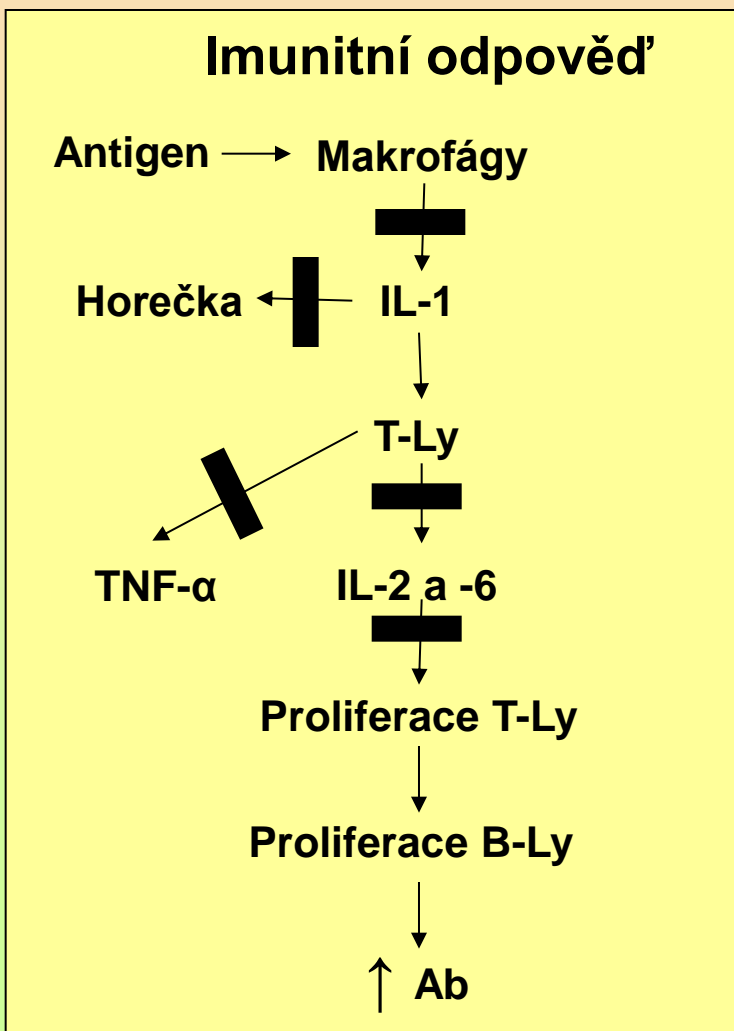 Imunitní odpověď
Antigen
Makrofágy
Horečka
IL-1
T-Ly
TNF-α
IL-2 a -6
Proliferace T-Ly
Proliferace B-Ly
↑ Ab